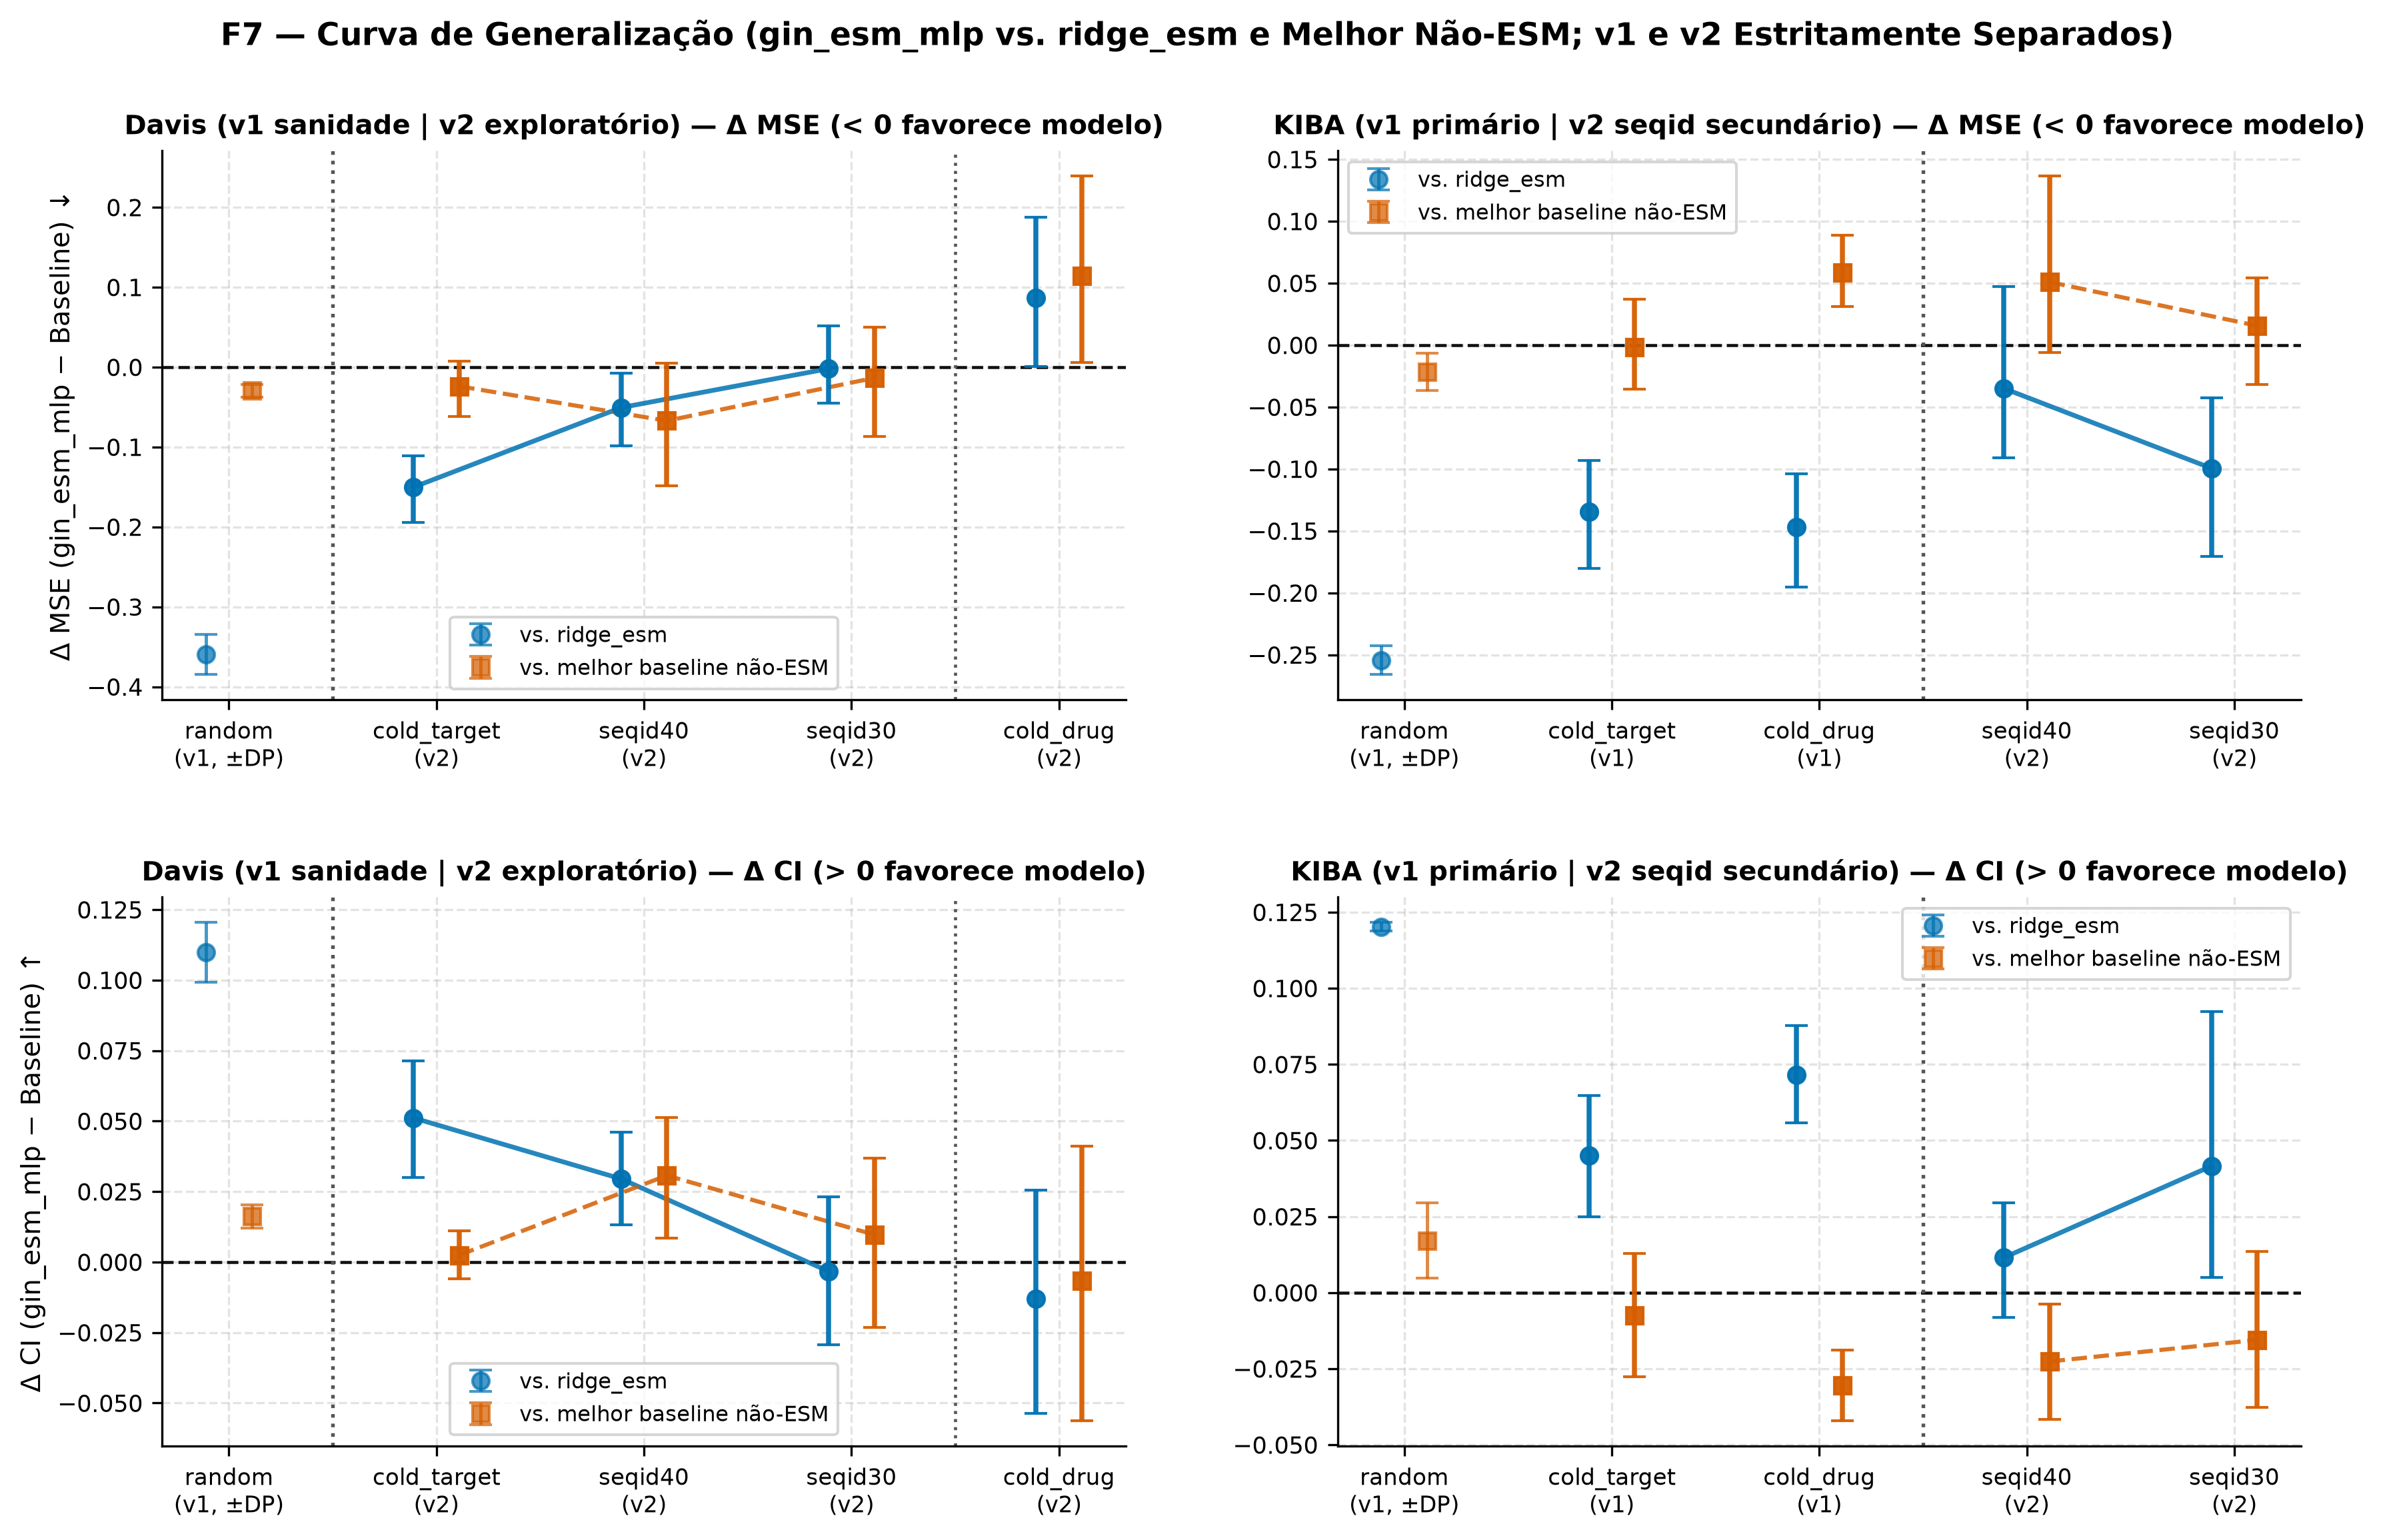 F7 — Curva de Generalização (gin_esm_mlp vs. ridge_esm e Melhor Não-ESM; v1 e v2 Estritamente Separados)
Davis (v1 sanidade | v2 exploratório) — Δ MSE (< 0 favorece modelo)
Δ MSE (gin_esm_mlp − Baseline) ↓
0.2
0.1
0.0
−0.1
−0.2
−0.3
−0.4
vs. ridge_esm
vs. melhor baseline não-ESM
random
(v1, ±DP)
cold_target
(v2)
seqid40
(v2)
seqid30
(v2)
cold_drug
(v2)
KIBA (v1 primário | v2 seqid secundário) — Δ MSE (< 0 favorece modelo)
0.15
0.10
0.05
0.00
−0.05
−0.10
−0.15
−0.20
−0.25
vs. ridge_esm
vs. melhor baseline não-ESM
random
(v1, ±DP)
cold_target
(v1)
cold_drug
(v1)
seqid40
(v2)
seqid30
(v2)
Davis (v1 sanidade | v2 exploratório) — Δ CI (> 0 favorece modelo)
Δ CI (gin_esm_mlp − Baseline) ↑
0.125
0.100
0.075
0.050
0.025
0.000
−0.025
−0.050
vs. ridge_esm
vs. melhor baseline não-ESM
random
(v1, ±DP)
cold_target
(v2)
seqid40
(v2)
seqid30
(v2)
cold_drug
(v2)
KIBA (v1 primário | v2 seqid secundário) — Δ CI (> 0 favorece modelo)
0.125
0.100
0.075
0.050
0.025
0.000
−0.025
−0.050
vs. ridge_esm
vs. melhor baseline não-ESM
random
(v1, ±DP)
cold_target
(v1)
cold_drug
(v1)
seqid40
(v2)
seqid30
(v2)